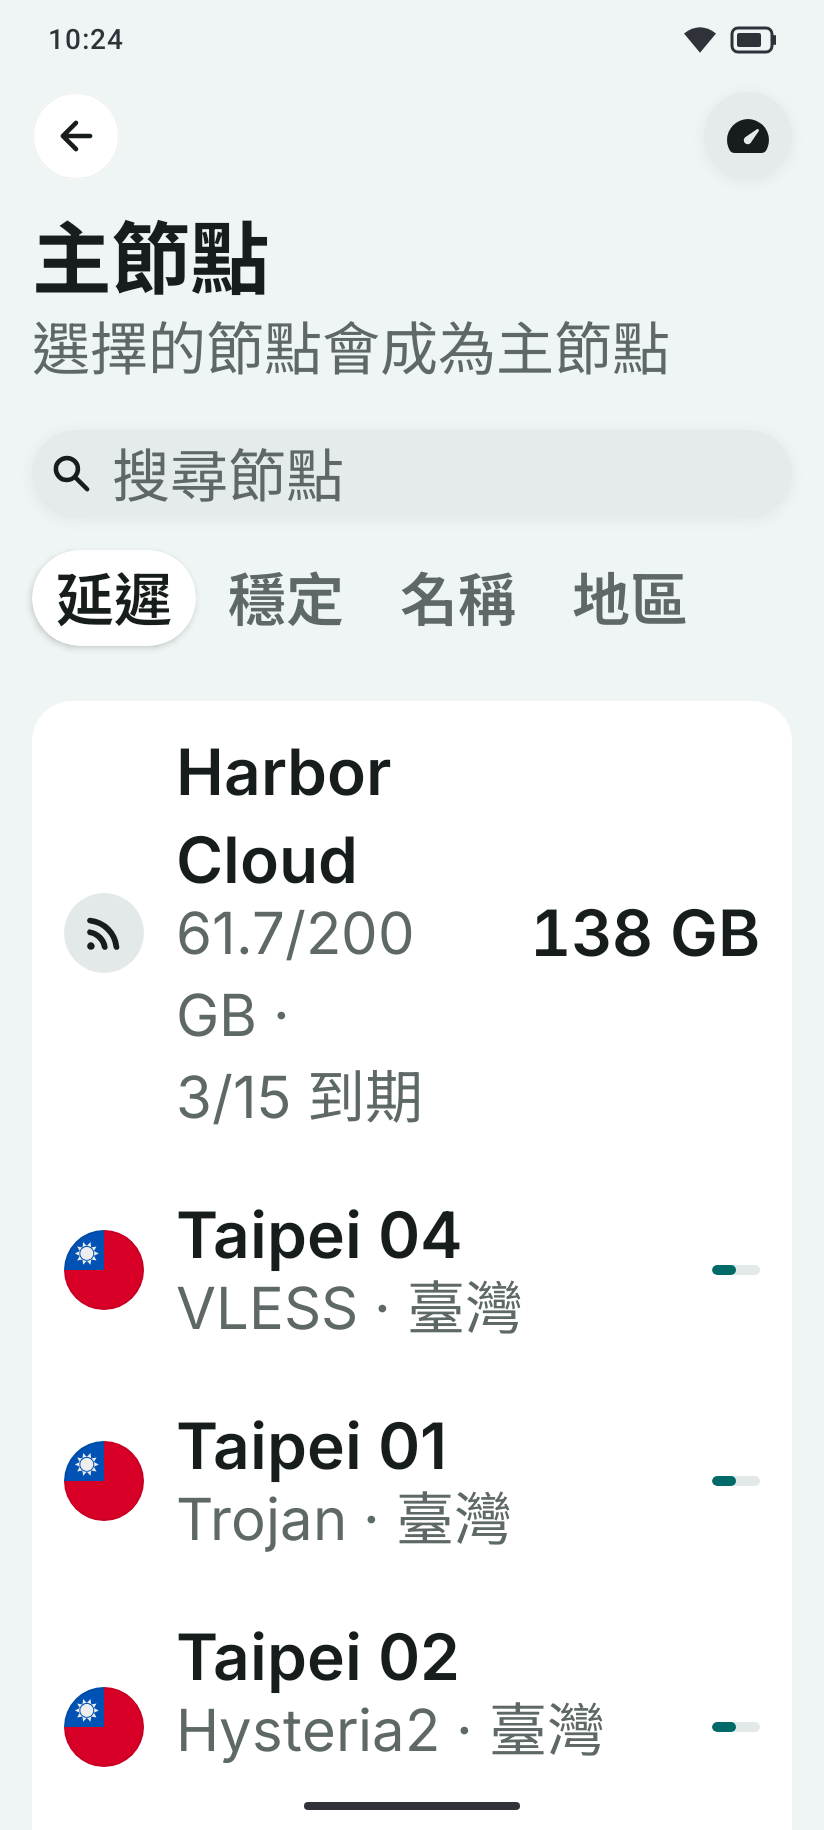 10:24
主節點
選擇的節點會成為主節點
搜尋節點
延遲 穩定 名稱 地區
Harbor
Cloud
61.7/200
GB ·
3/15 到期
138 GB
Taipei 04
VLESS · 臺灣
Taipei 01
Trojan · 臺灣
Taipei 02
Hysteria2 · 臺灣